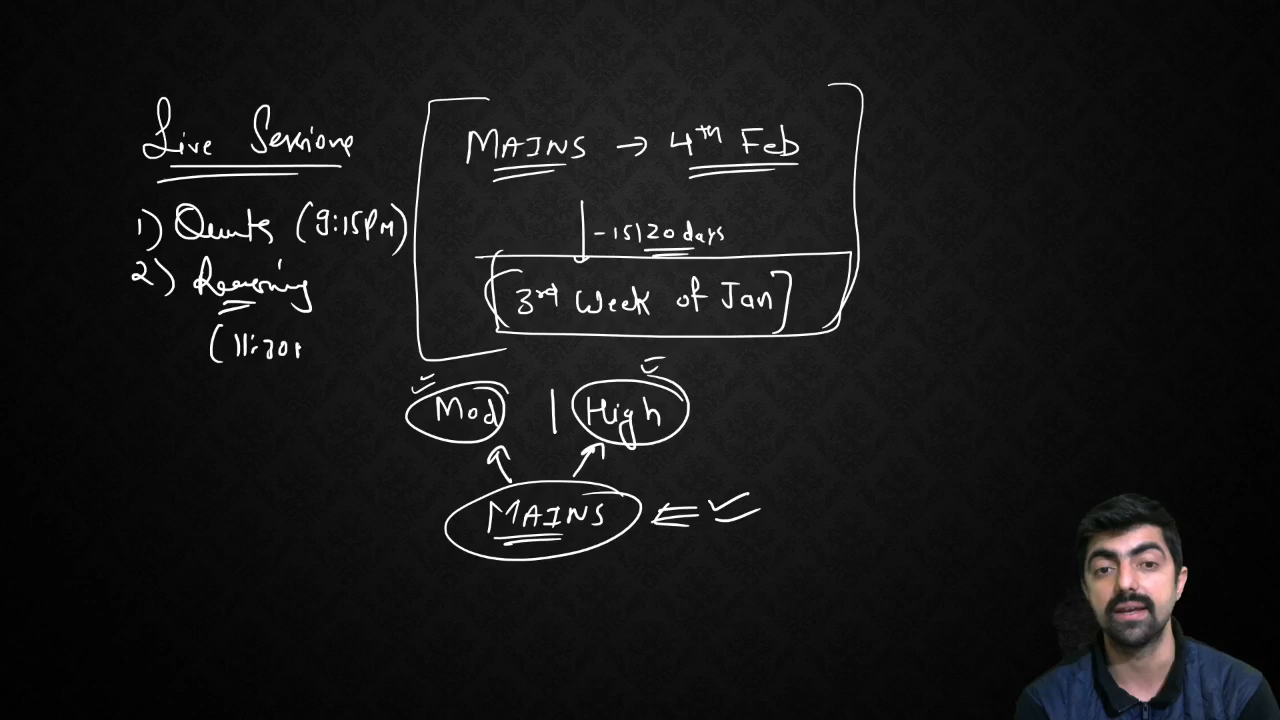 Live Sessions
1) Quants (9:15PM)
2) Reasoning
(11:20P
MAINS → 4th Feb
-15|20 days
3rd Week of Jan]
Mod | High
MAINS